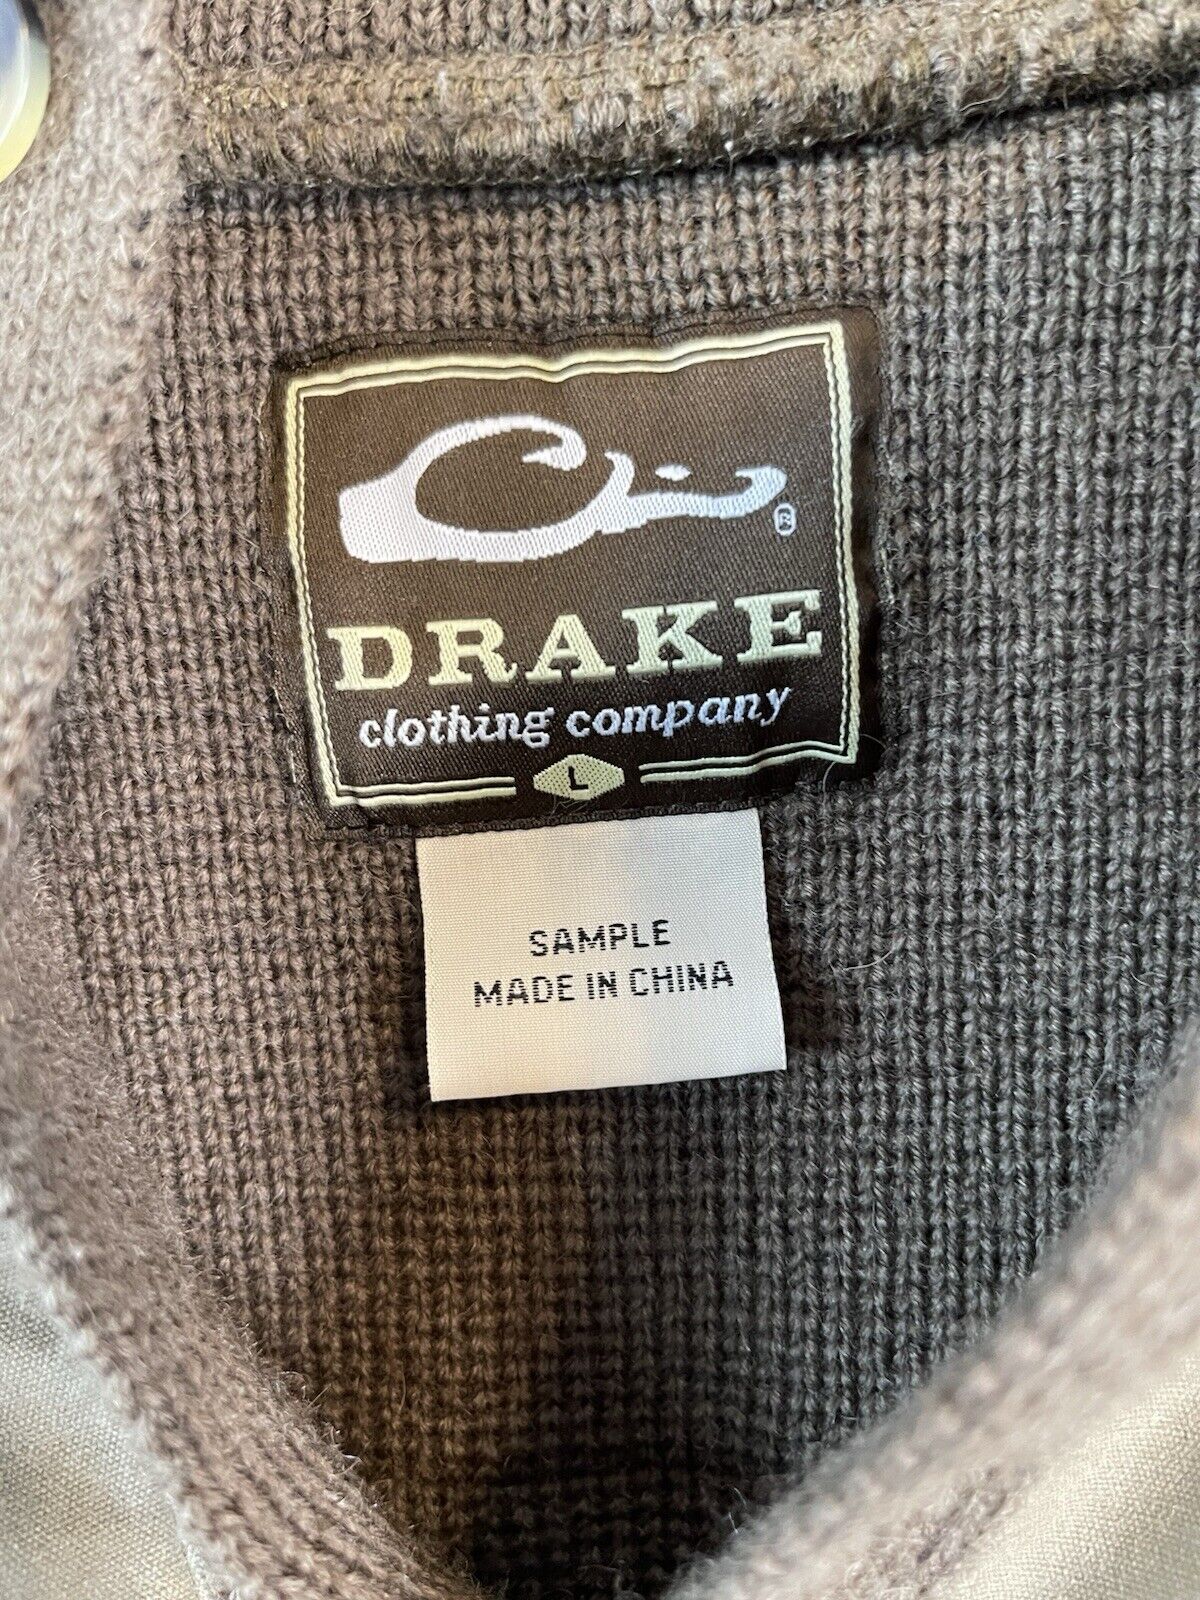 ®
DRAKE
clothing company
L
SAMPLE
MADE IN CHINA